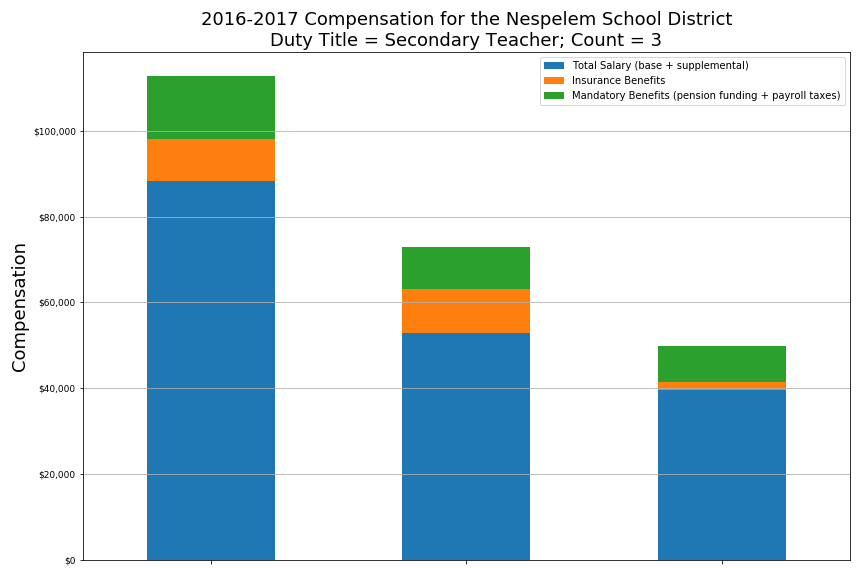 2016-2017 Compensation for the Nespelem School District
Duty Title = Secondary Teacher; Count = 3
Total Salary (base + supplemental)
Insurance Benefits
Mandatory Benefits (pension funding + payroll taxes)
$100,000
$80,000
$60,000
$40,000
$20,000
$0
Compensation